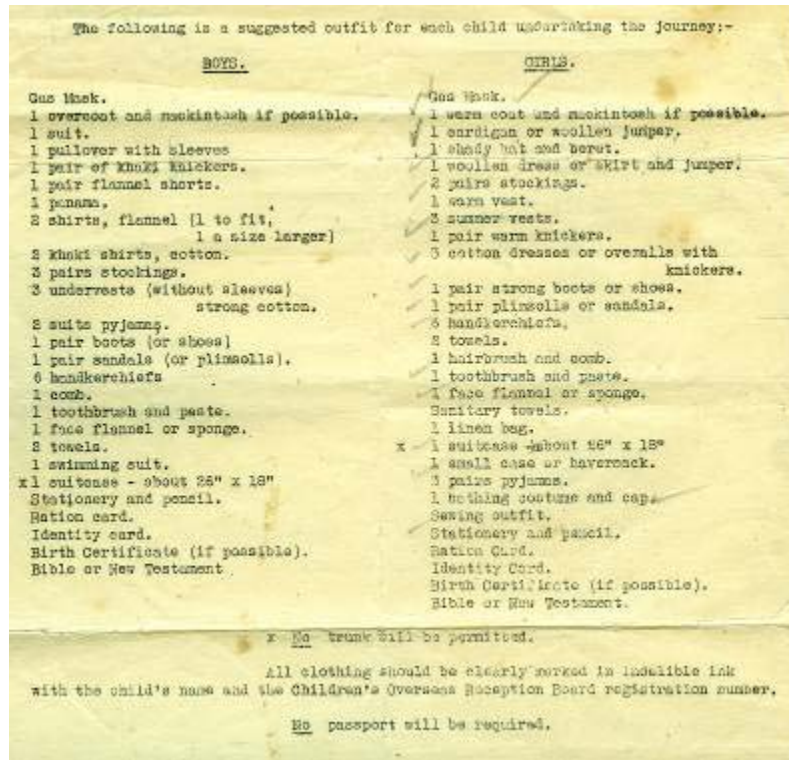 The following is a suggested outfit for each child undertaking the journey:-
BOYS.
Gas Mask.
1 overcoat and mackintosh if possible.
1 suit.
1 pullover with sleeves
1 pair of khaki knickers.
1 pair flannel shorts.
1 panama.
2 shirts, flannel (1 to fit,
1 a size larger)
2 khaki shirts, cotton.
3 pairs stockings.
3 undervests (without sleeves)
strong cotton.
2 suits pyjamas.
1 pair boots (or shoes)
1 pair sandals (or plimsolls).
6 handkerchiefs
1 comb.
1 toothbrush and paste.
1 face flannel or sponge.
2 towels.
1 swimming suit.
x 1 suitcase - about 26" x 18"
Stationery and pencil.
Ration card.
Identity card.
Birth Certificate (if possible).
Bible or New Testament
GIRLS.
Gas Mask.
1 warm coat and mackintosh if possible.
1 cardigan or woollen jumper.
1 shady hat and beret.
1 woollen dress or skirt and jumper.
2 pairs stockings.
1 warm vest.
3 summer vests.
1 pair warm knickers.
3 cotton dresses or overalls with
knickers.
1 pair strong boots or shoes.
1 pair plimsolls or sandals.
6 handkerchiefs.
2 towels.
1 hairbrush and comb.
1 toothbrush and paste.
1 face flannel or sponge.
Sanitary towels.
1 linen bag.
x 1 suitcase - about 26" x 18"
1 small case or haversack.
3 pairs pyjamas.
1 bathing costume and cap.
Sewing outfit.
Stationery and pencil.
Ration Card.
Identity Card.
Birth Certificate (if possible).
Bible or New Testament.
x No trunk will be permitted.
All clothing should be clearly marked in indelible ink
with the child's name and the Children's Overseas Reception Board registration number.
No passport will be required.